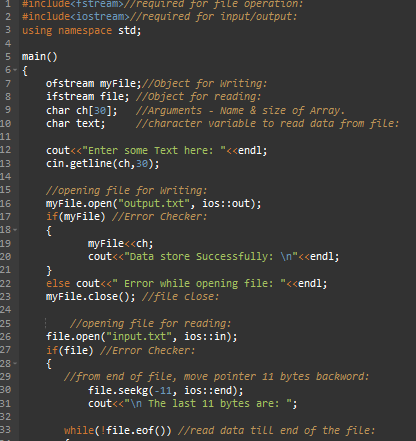 1 #include<fstream>//required for file operation:
2 #include<iostream>//required for input/output:
3 using namespace std;
4
5 main()
6 {
7 ofstream myFile;//Object for Writing:
8 ifstream file; //Object for reading:
9 char ch[30]; //Arguments - Name & size of Array.
10 char text; //character variable to read data from file:
11
12 cout<<"Enter some Text here: "<<endl;
13 cin.getline(ch,30);
14
15 //opening file for Writing:
16 myFile.open("output.txt", ios::out);
17 if(myFile) //Error Checker:
18 {
19 myFile<<ch;
20 cout<<"Data store Successfully: \n"<<endl;
21 }
22 else cout<<" Error while opening file: "<<endl;
23 myFile.close(); //file close:
24
25 //opening file for reading:
26 file.open("input.txt", ios::in);
27 if(file) //Error Checker:
28 {
29 //from end of file, move pointer 11 bytes backword:
30 file.seekg(-11, ios::end);
31 cout<<"\n The last 11 bytes are: ";
32
33 while(!file.eof()) //read data till end of the file: